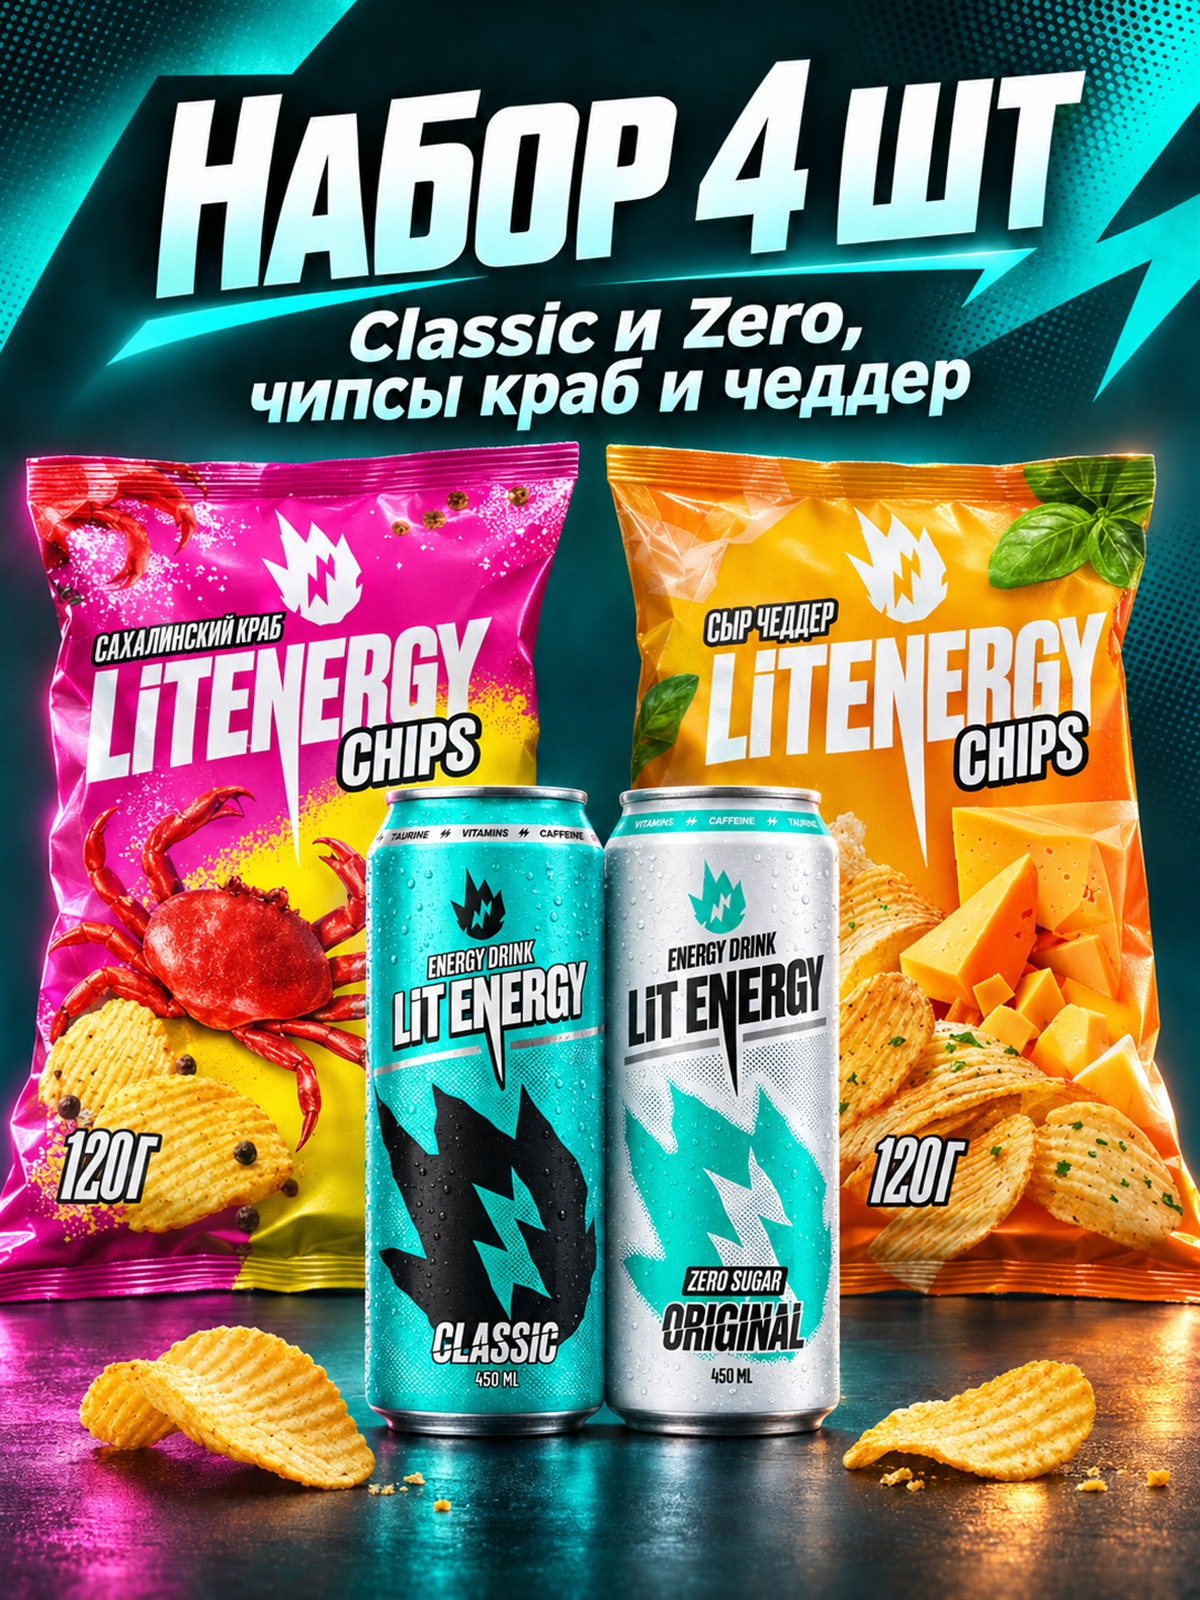 НАБОР 4 ШТ
Classic и Zero,
чипсы краб и чеддер
САХАЛИНСКИЙ КРАБ
LiTENERGY
CHIPS
120Г
СЫР ЧЕДДЕР
LiTENERGY
CHIPS
120Г
TAURINE VITAMINS CAFFEINE
ENERGY DRINK
LiT ENERGY
CLASSIC
450 ML
VITAMINS CAFFEINE TAURINE
ENERGY DRINK
LiT ENERGY
ZERO SUGAR
ORIGINAL
450 ML